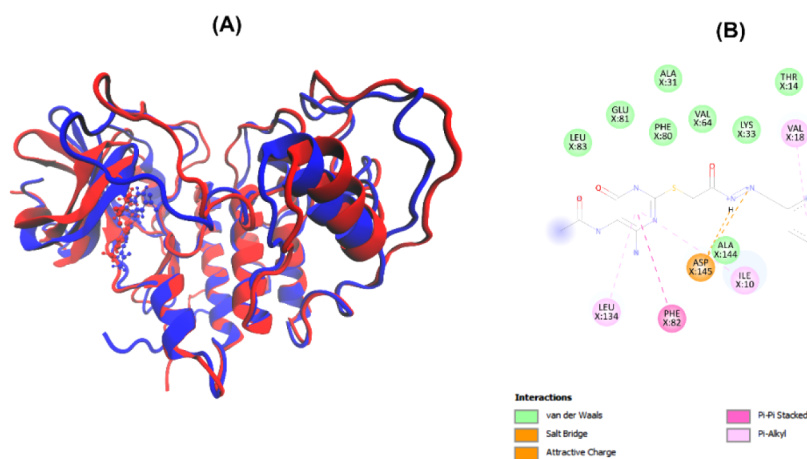 (A)
(B)
ALA
X:31
THR
X:14
GLU
X:81
VAL
X:64
LEU
X:83
PHE
X:80
LYS
X:33
VAL
X:18
O
O
N
S
N
O
N
N
H
N
N
ALA
X:144
ASP
X:145
ILE
X:10
LEU
X:134
PHE
X:82
Interactions
van der Waals
Salt Bridge
Attractive Charge
Pi-Pi Stacked
Pi-Alkyl